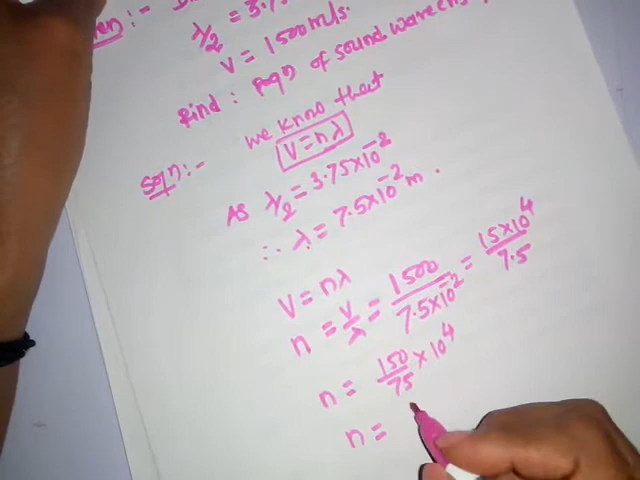 λ/2 = 3.75
V = 1500 m/s.
find: freqⁿ of sound wave
we know that
V = nλ
Solⁿ:-
As λ/2 = 3.75×10⁻²
∴ λ = 7.5×10⁻² m.
V = nλ
n = V/λ = 1500/7.5×10⁻² = 15×10⁴/7.5
n = 150/75 × 10⁴
n =